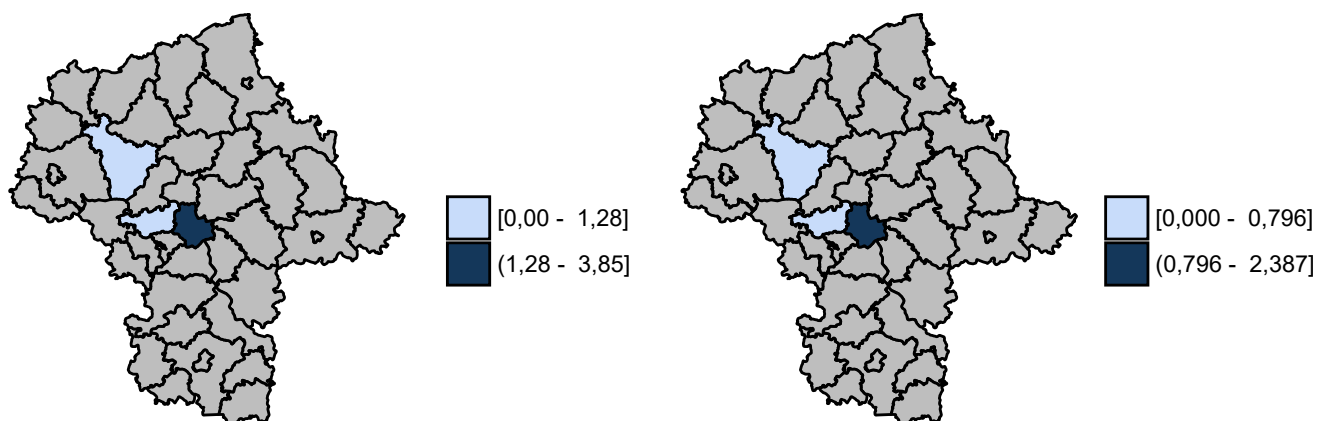 [0,00 - 1,28]
(1,28 - 3,85]
[0,000 - 0,796]
(0,796 - 2,387]